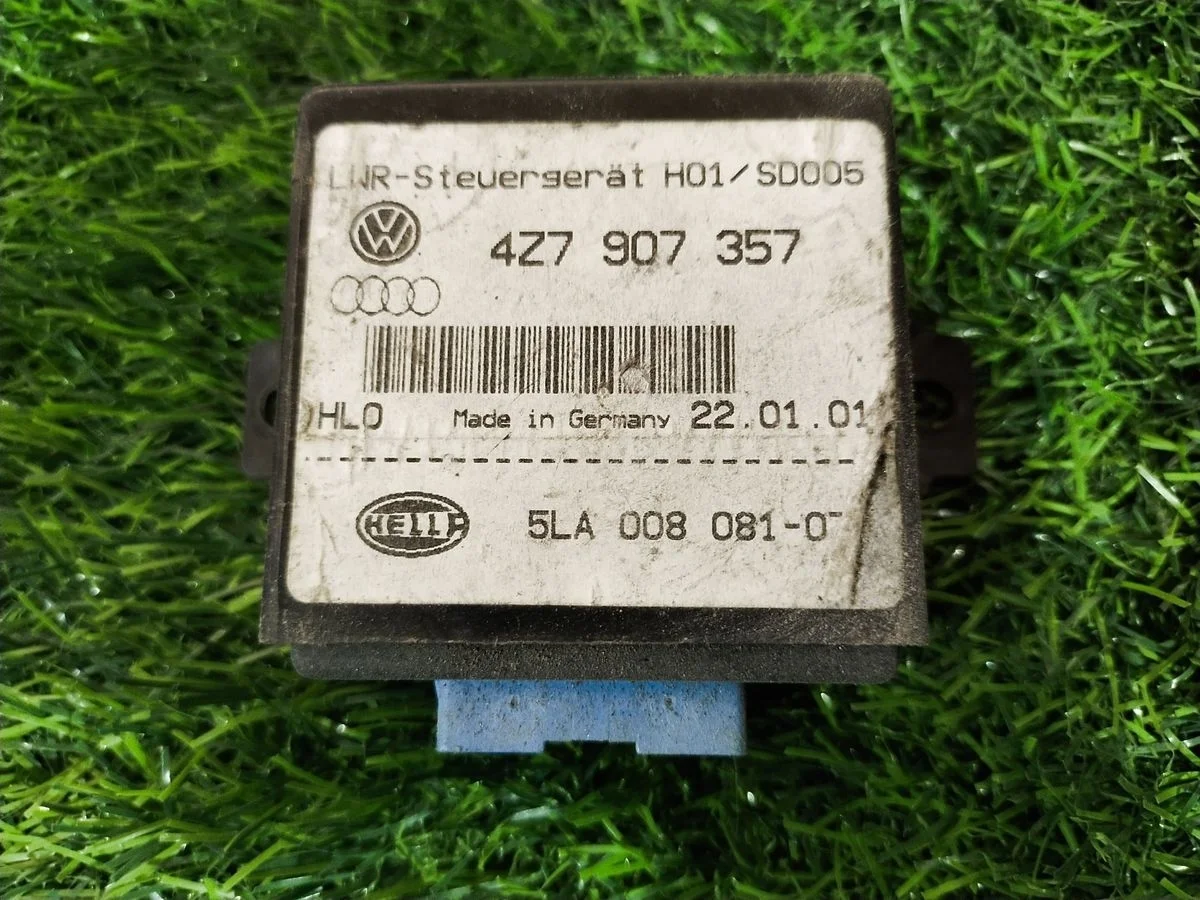 LWR-Steuergerät H01/SD005
VW
4Z7 907 357
HLO Made in Germany 22.01.01
HELLA
5LA 008 081-0